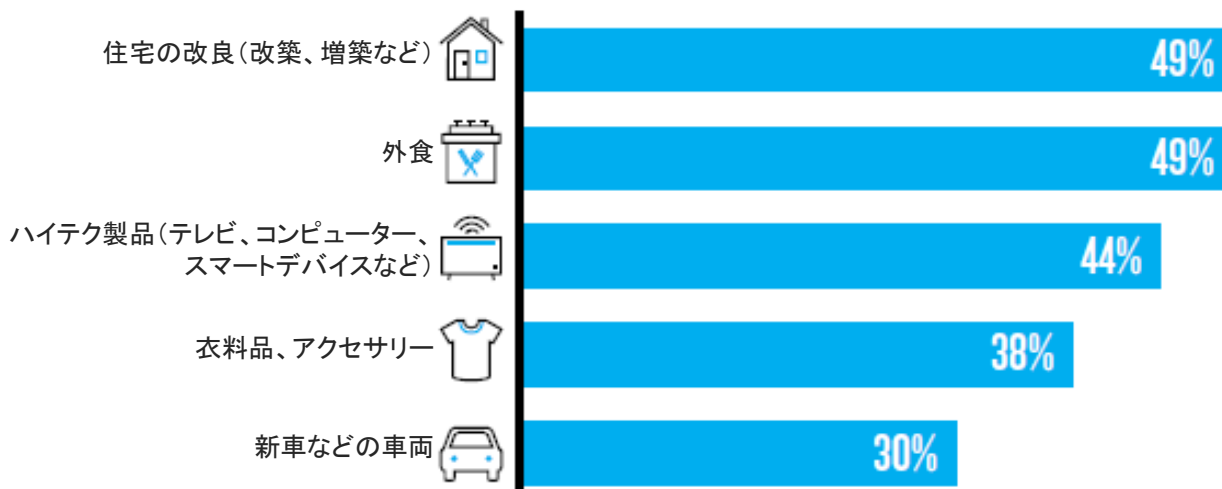 住宅の改良（改築、増築など）
49%
外食
49%
ハイテク製品（テレビ、コンピューター、
スマートデバイスなど）
44%
衣料品、アクセサリー
38%
新車などの車両
30%